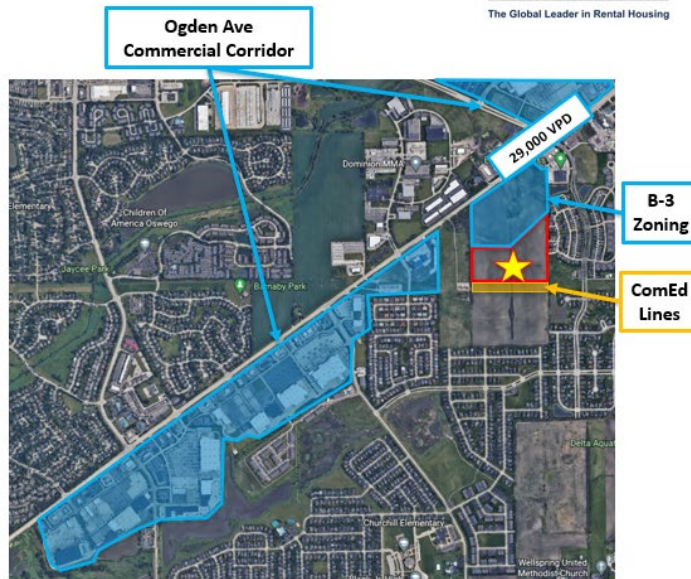 The Global Leader in Rental Housing
Ogden Ave
Commercial Corridor
29,000 VPD
Dominion MMA
Elementary
Children Of
America Oswego
B-3
Zoning
Jaycee Park
Barnaby Park
ComEd
Lines
Delta Aquat
Churchill Elementary
Wellspring United
Methodist Church